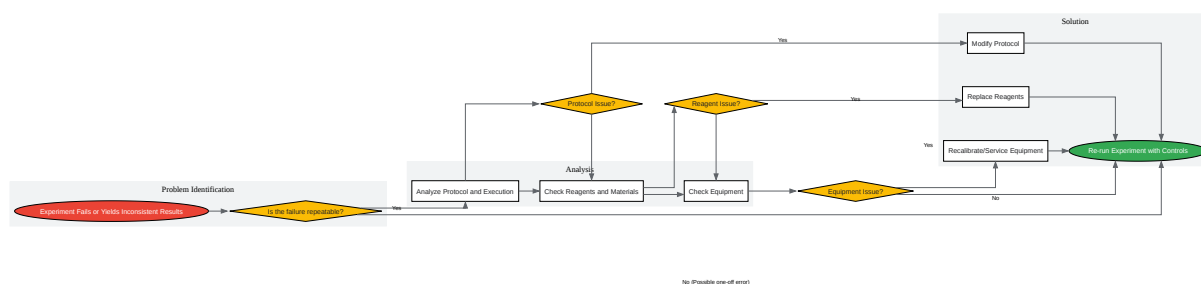 Solution
Yes
Modify Protocol
Protocol Issue?
Reagent Issue?
Yes
Replace Reagents
Yes
Recalibrate/Service Equipment
Re-run Experiment with Controls
Analysis
Problem Identification
Analyze Protocol and Execution
Check Reagents and Materials
Check Equipment
Equipment Issue?
No
Experiment Fails or Yields Inconsistent Results
Is the failure repeatable?
Yes
No (Possible one-off error)